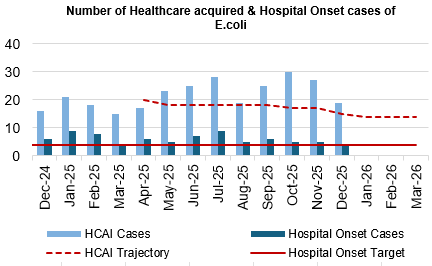 Number of Healthcare acquired & Hospital Onset cases of
E.coli
40
30
20
10
0
Dec-24
Jan-25
Feb-25
Mar-25
Apr-25
May-25
Jun-25
Jul-25
Aug-25
Sep-25
Oct-25
Nov-25
Dec-25
Jan-26
Feb-26
Mar-26
HCAI Cases
Hospital Onset Cases
HCAI Trajectory
Hospital Onset Target